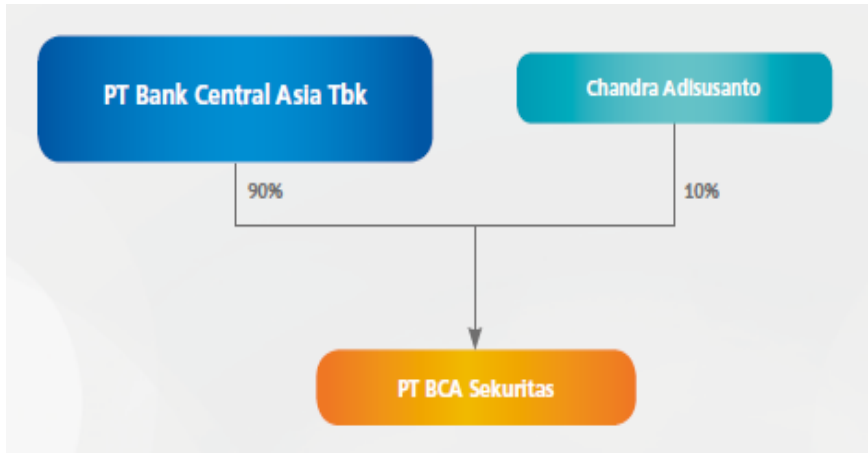 PT Bank Central Asia Tbk
Chandra Adisusanto
90%
10%
PT BCA Sekuritas